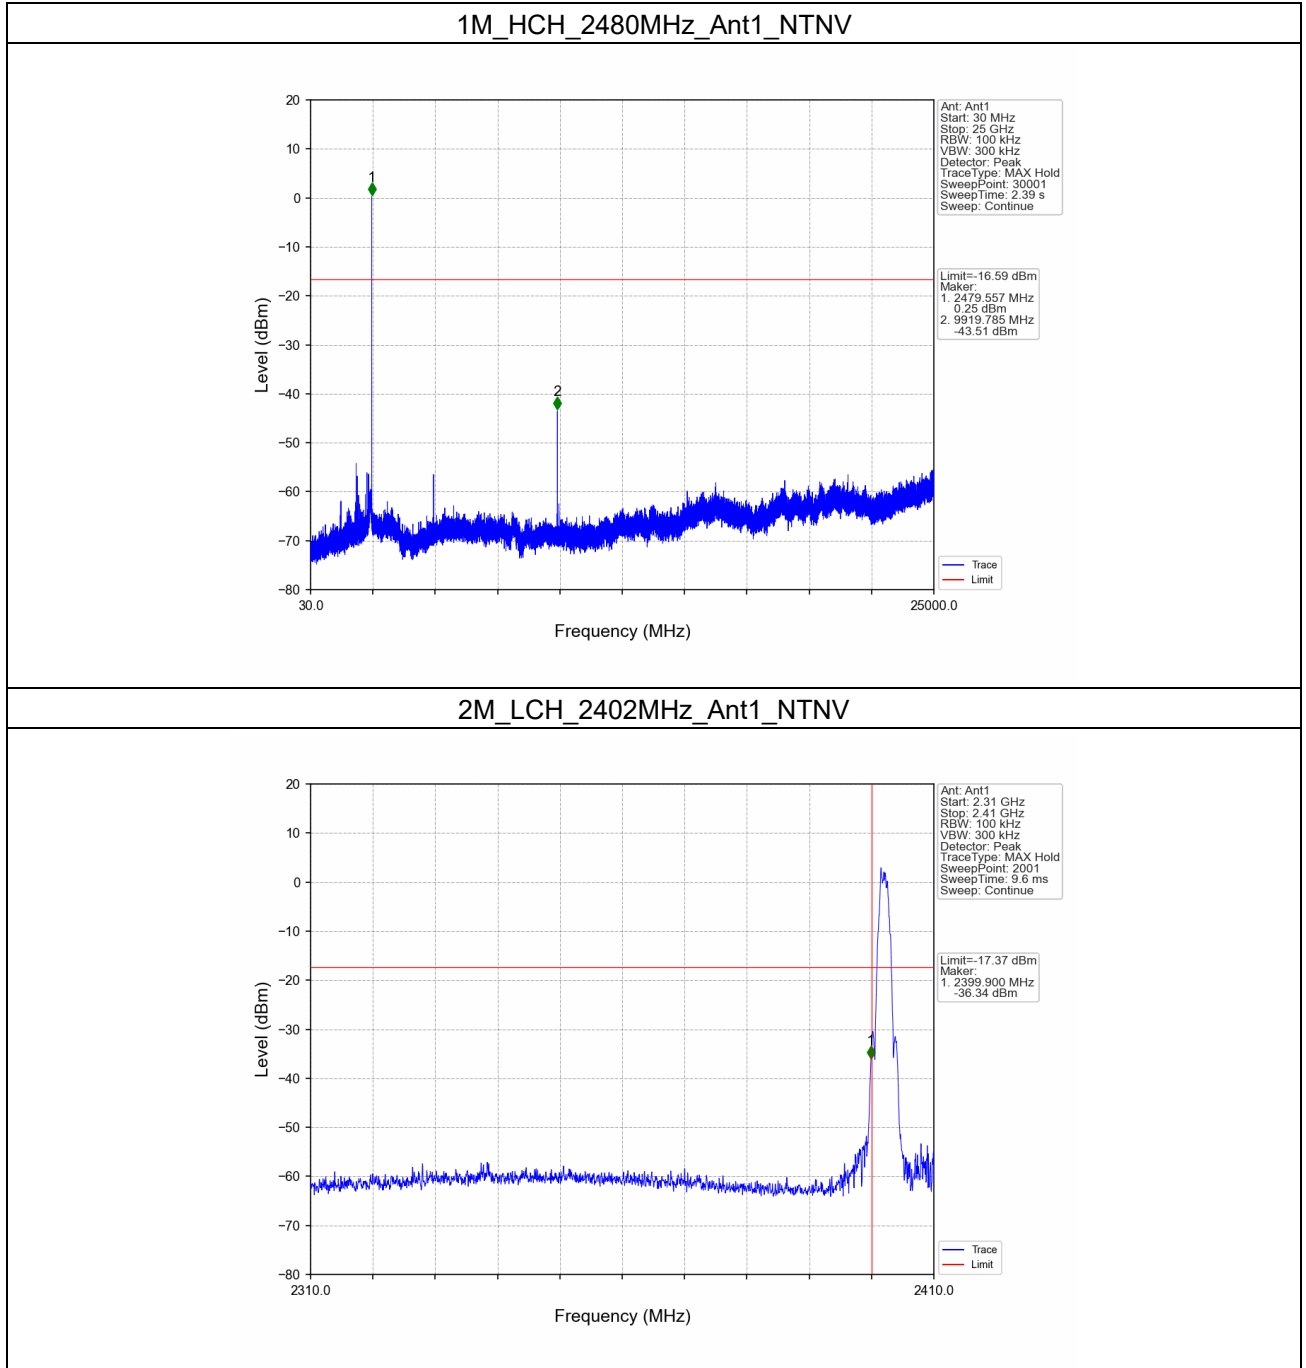 1M_HCH_2480MHz_Ant1_NTNV
20
10
0
−10
−20
−30
−40
−50
−60
−70
−80
Level (dBm)
1
2
30.0
25000.0
Frequency (MHz)
Ant: Ant1
Start: 30 MHz
Stop: 25 GHz
RBW: 100 kHz
VBW: 300 kHz
Detector: Peak
TraceType: MAX Hold
SweepPoint: 30001
SweepTime: 2.39 s
Sweep: Continue
Limit=-16.59 dBm
Maker:
1. 2479.557 MHz
0.25 dBm
2. 9919.785 MHz
-43.51 dBm
Trace
Limit
2M_LCH_2402MHz_Ant1_NTNV
20
10
0
−10
−20
−30
−40
−50
−60
−70
−80
Level (dBm)
1
2310.0
2410.0
Frequency (MHz)
Ant: Ant1
Start: 2.31 GHz
Stop: 2.41 GHz
RBW: 100 kHz
VBW: 300 kHz
Detector: Peak
TraceType: MAX Hold
SweepPoint: 2001
SweepTime: 9.6 ms
Sweep: Continue
Limit=-17.37 dBm
Maker:
1. 2399.900 MHz
-36.34 dBm
Trace
Limit